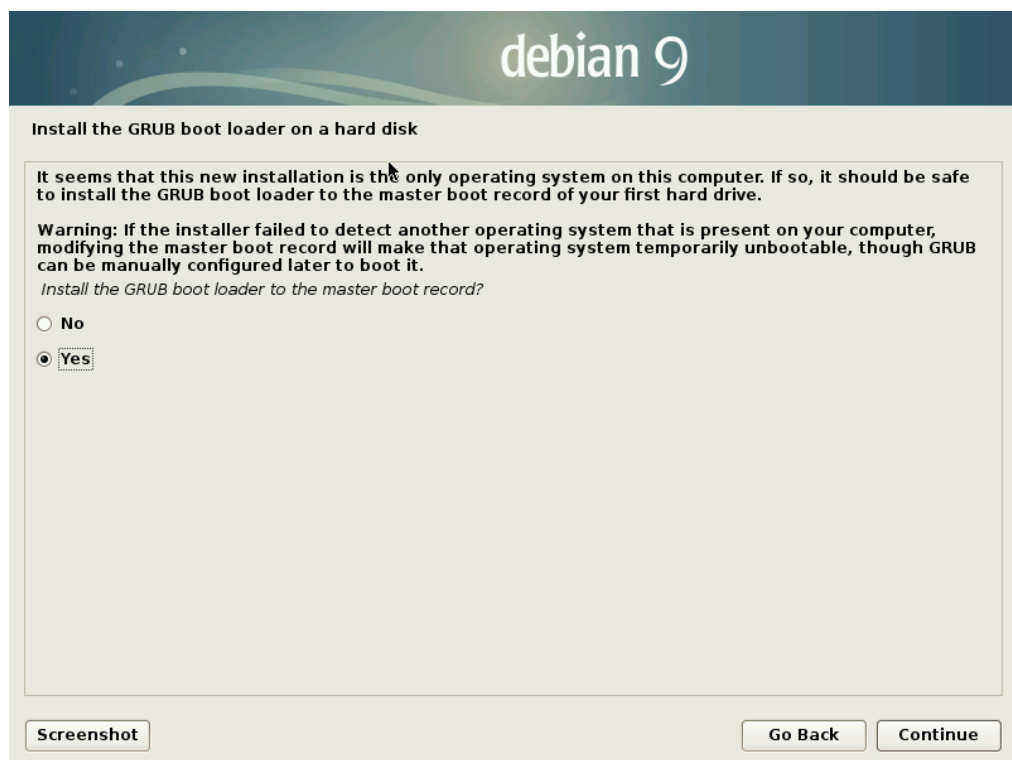 debian 9
Install the GRUB boot loader on a hard disk
It seems that this new installation is the only operating system on this computer. If so, it should be safe
to install the GRUB boot loader to the master boot record of your first hard drive.
Warning: If the installer failed to detect another operating system that is present on your computer,
modifying the master boot record will make that operating system temporarily unbootable, though GRUB
can be manually configured later to boot it.
Install the GRUB boot loader to the master boot record?
No
Yes
Screenshot
Go Back
Continue